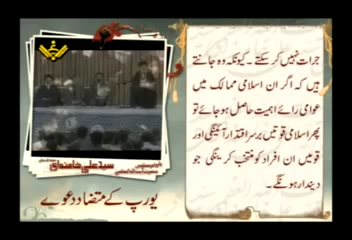 جرات نہیں کر سکتے۔ کیونکہ وہ جانتے
ہیں کہ اگر ان اسلامی ممالک میں
عوامی رائے اہمیت حاصل ہو جائے تو
پھر اسلامی قوتیں برسر اقتدار آئینگی اور
قومیں ان افراد کو منتخب کرینگی جو
دیندار ہونگے۔
سید علی خامنہ ای
یورپ کے متضاد دعوے